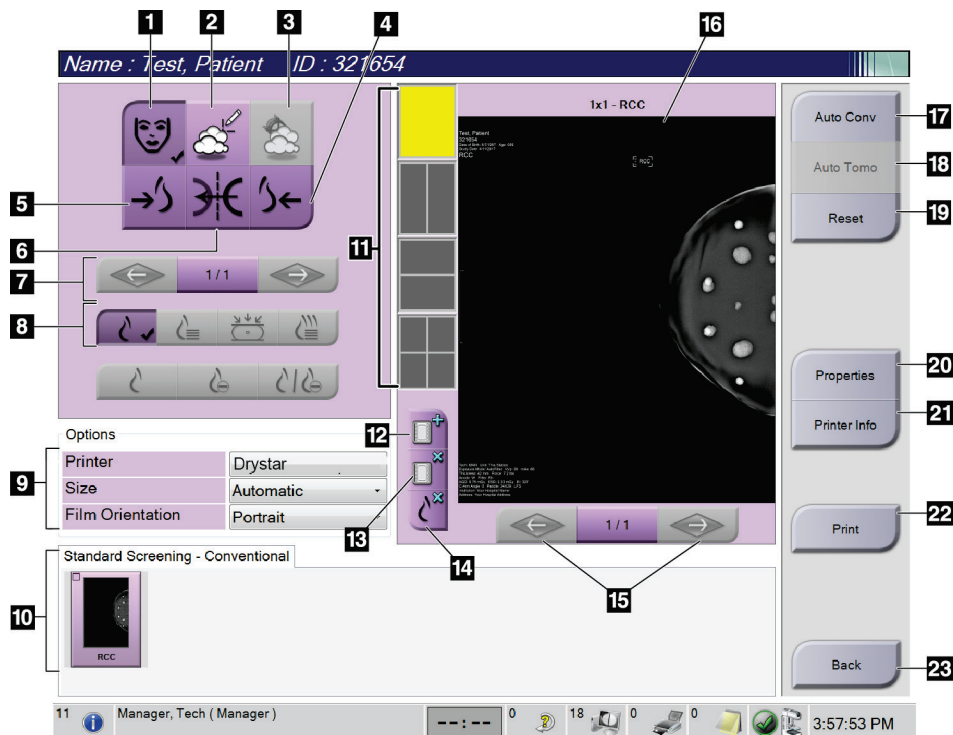 1
2
3
4
16
Name : Test, Patient ID : 321654
1x1 - RCC
Test, Patient
321654
RCC
RCC
Auto Conv
17
Auto Tomo
18
Reset
19
5
6
11
7
1 / 1
8
Properties
20
Printer Info
21
12
Options
9
Printer
Drystar
Size
Automatic
Film Orientation
Portrait
13
14
1 / 1
15
Print
22
10
Standard Screening - Conventional
RCC
Back
23
11
Manager, Tech ( Manager )
--:--
0
18
0
0
3:57:53 PM